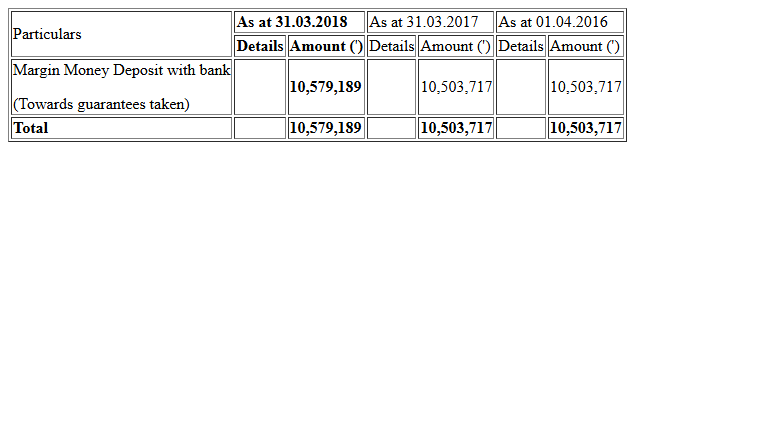 Particulars As at 31.03.2018 As at 31.03.2017 As at 01.04.2016
Details Amount (') Details Amount (') Details Amount (')
Margin Money Deposit with bank
(Towards guarantees taken) 10,579,189 10,503,717 10,503,717
Total 10,579,189 10,503,717 10,503,717